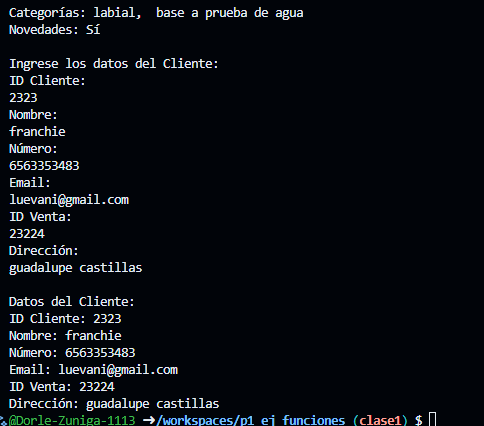 Categorías: labial,  base a prueba de agua
Novedades: Sí
Ingrese los datos del Cliente:
ID Cliente:
2323
Nombre:
franchie
Número:
6563353483
Email:
luevani@gmail.com
ID Venta:
23224
Dirección:
guadalupe castillas
Datos del Cliente:
ID Cliente: 2323
Nombre: franchie
Número: 6563353483
Email: luevani@gmail.com
ID Venta: 23224
Dirección: guadalupe castillas
@Dorle-Zuniga-1113 ➜/workspaces/p1_ej_funciones (clase1) $